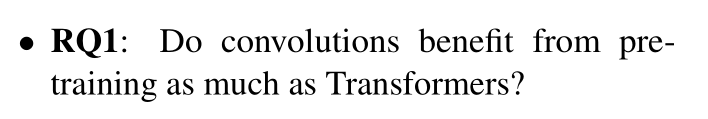 • RQ1: Do convolutions benefit from pre-
training as much as Transformers?